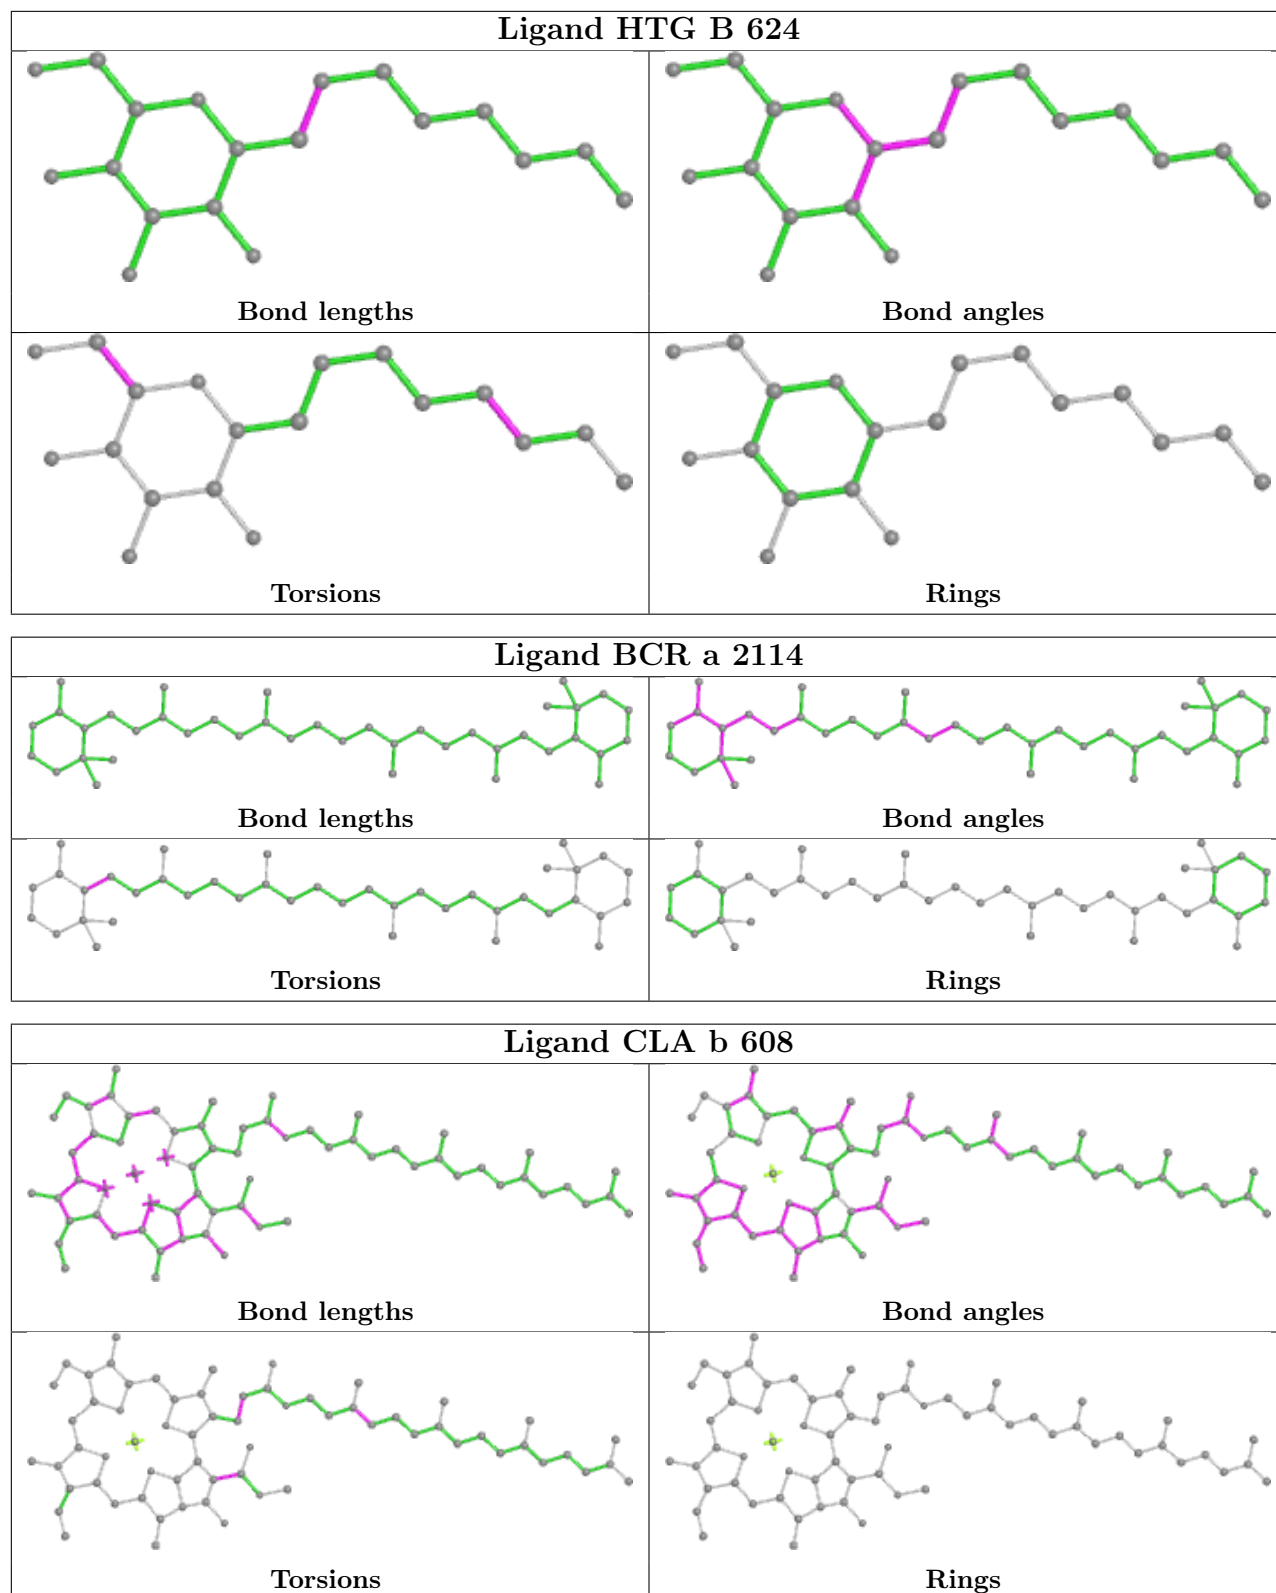 Ligand HTG B 624
Bond lengths
Bond angles
Torsions
Rings
Ligand BCR a 2114
Bond lengths
Bond angles
Torsions
Rings
Ligand CLA b 608
Bond lengths
Bond angles
Torsions
Rings